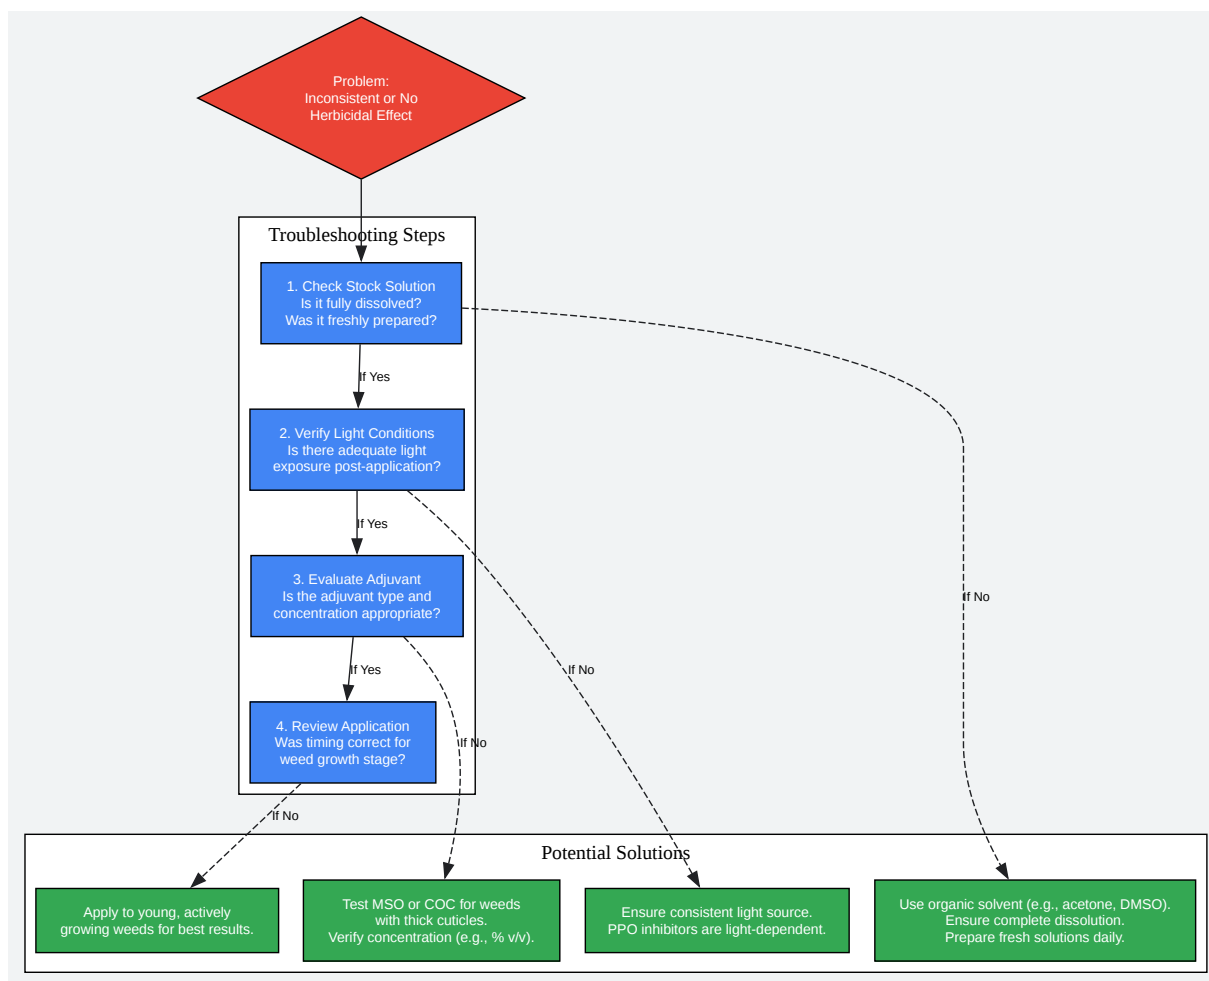 Problem:
Inconsistent or No
Herbicidal Effect
Troubleshooting Steps
1. Check Stock Solution
Is it fully dissolved?
Was it freshly prepared?
If Yes
2. Verify Light Conditions
Is there adequate light
exposure post-application?
If Yes
3. Evaluate Adjuvant
Is the adjuvant type and
concentration appropriate?
If No
If Yes
If No
4. Review Application
Was timing correct for
weed growth stage?
If No
If No
Potential Solutions
Apply to young, actively
growing weeds for best results.
Test MSO or COC for weeds
with thick cuticles.
Verify concentration (e.g., % v/v).
Ensure consistent light source.
PPO inhibitors are light-dependent.
Use organic solvent (e.g., acetone, DMSO).
Ensure complete dissolution.
Prepare fresh solutions daily.